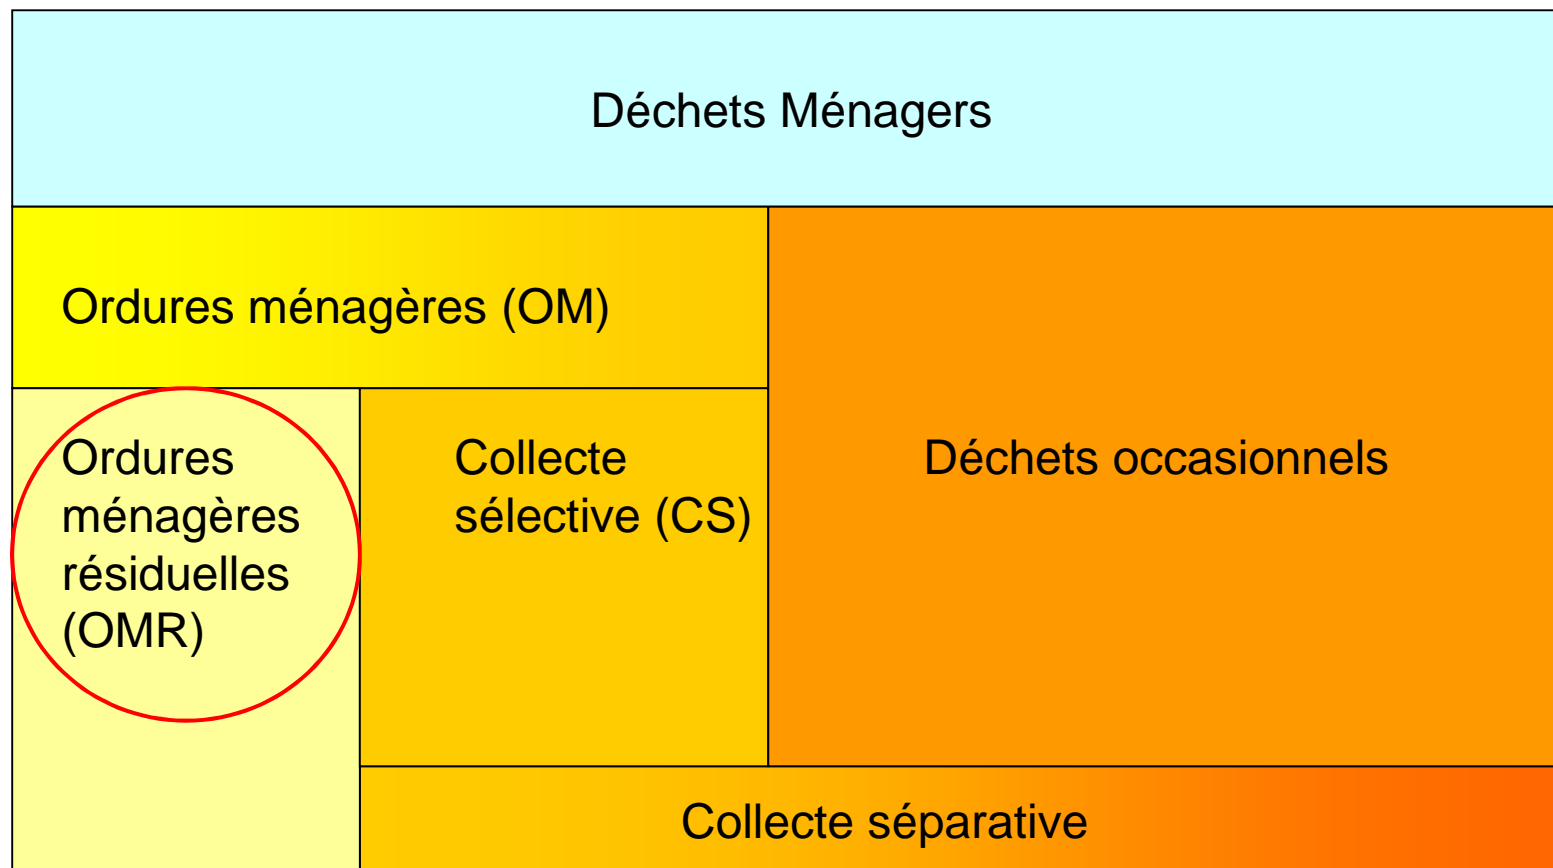 Déchets Ménagers
Ordures ménagères (OM)
Ordures
ménagères
résiduelles
(OMR)
Collecte
sélective (CS)
Déchets occasionnels
Collecte séparative